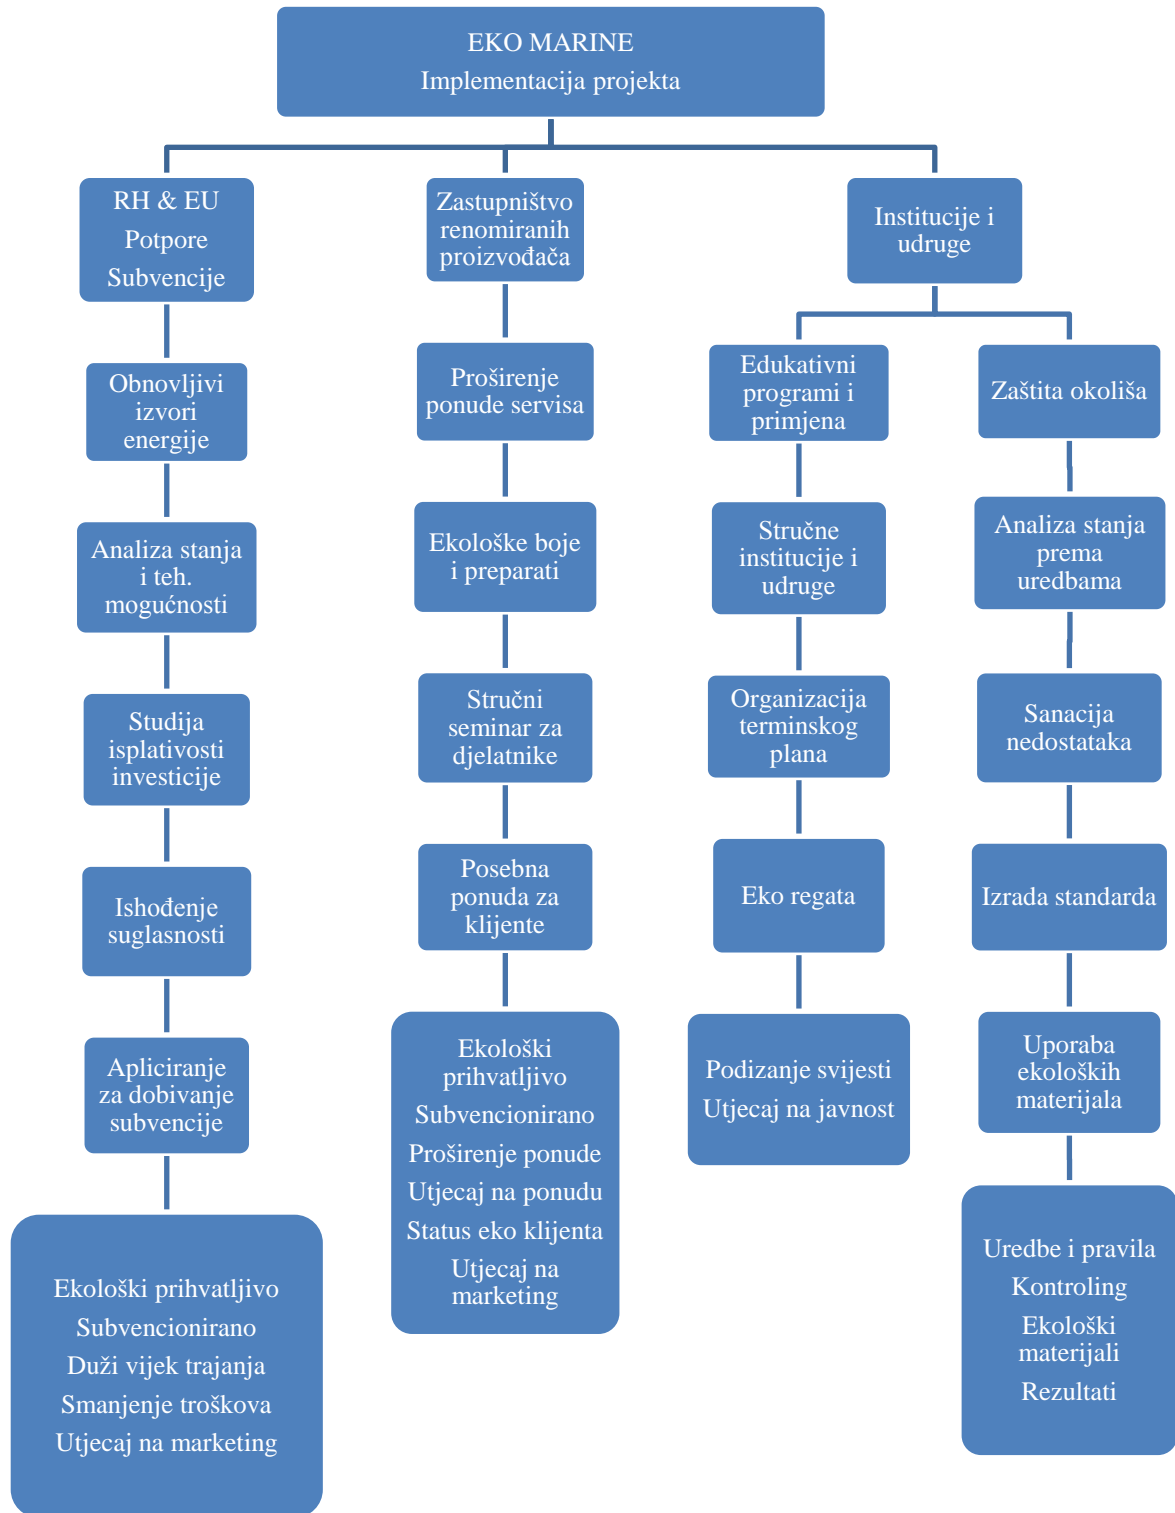 EKO MARINE
Implementacija projekta
RH & EU
Potpore
Subvencije
Obnovljivi
izvori
energije
Analiza stanja
i teh.
mogućnosti
Studija
isplativosti
investicije
Ishođenje
suglasnosti
Apliciranje
za dobivanje
subvencije
Ekološki prihvatljivo
Subvencionirano
Duži vijek trajanja
Smanjenje troškova
Utjecaj na marketing
Zastupništvo
renomiranih
proizvođača
Proširenje
ponude servisa
Ekološke boje
i preparati
Stručni
seminar za
djelatnike
Posebna
ponuda za
klijente
Ekološki
prihvatljivo
Subvencionirano
Proširenje ponude
Utjecaj na ponudu
Status eko klijenta
Utjecaj na
marketing
Institucije i
udruge
Edukativni
programi i
primjena
Stručne
institucije i
udruge
Organizacija
terminskog
plana
Eko regata
Podizanje svijesti
Utjecaj na javnost
Zaštita okoliša
Analiza stanja
prema
uredbama
Sanacija
nedostataka
Izrada standarda
Uporaba
ekoloških
materijala
Uredbe i pravila
Kontroling
Ekološki
materijali
Rezultati